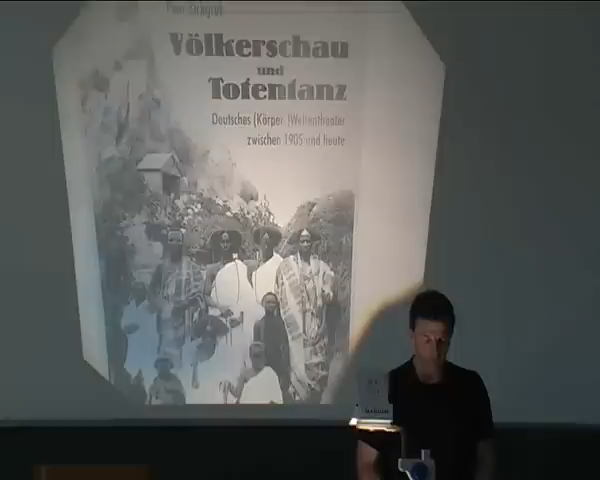 Völkerschau
und
Totentanz
Deutsches (Körper-)Weltentheater
zwischen 1905 und heute